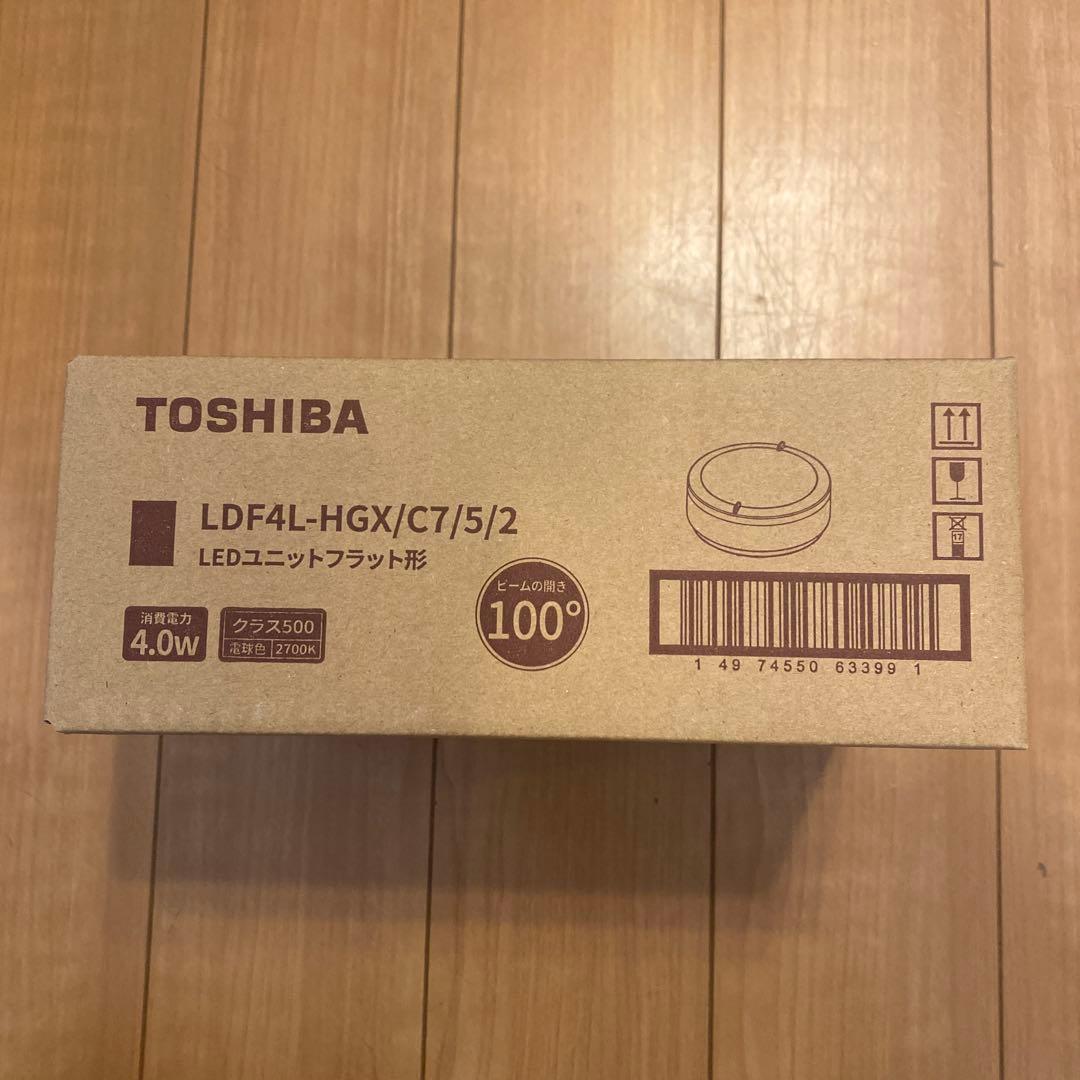 TOSHIBA
LDF4L-HGX/C7/5/2
LEDユニットフラット形
消費電力
4.0W
クラス500
電球色 2700K
ビームの開き
100°
17
1 49 74550 63399 1